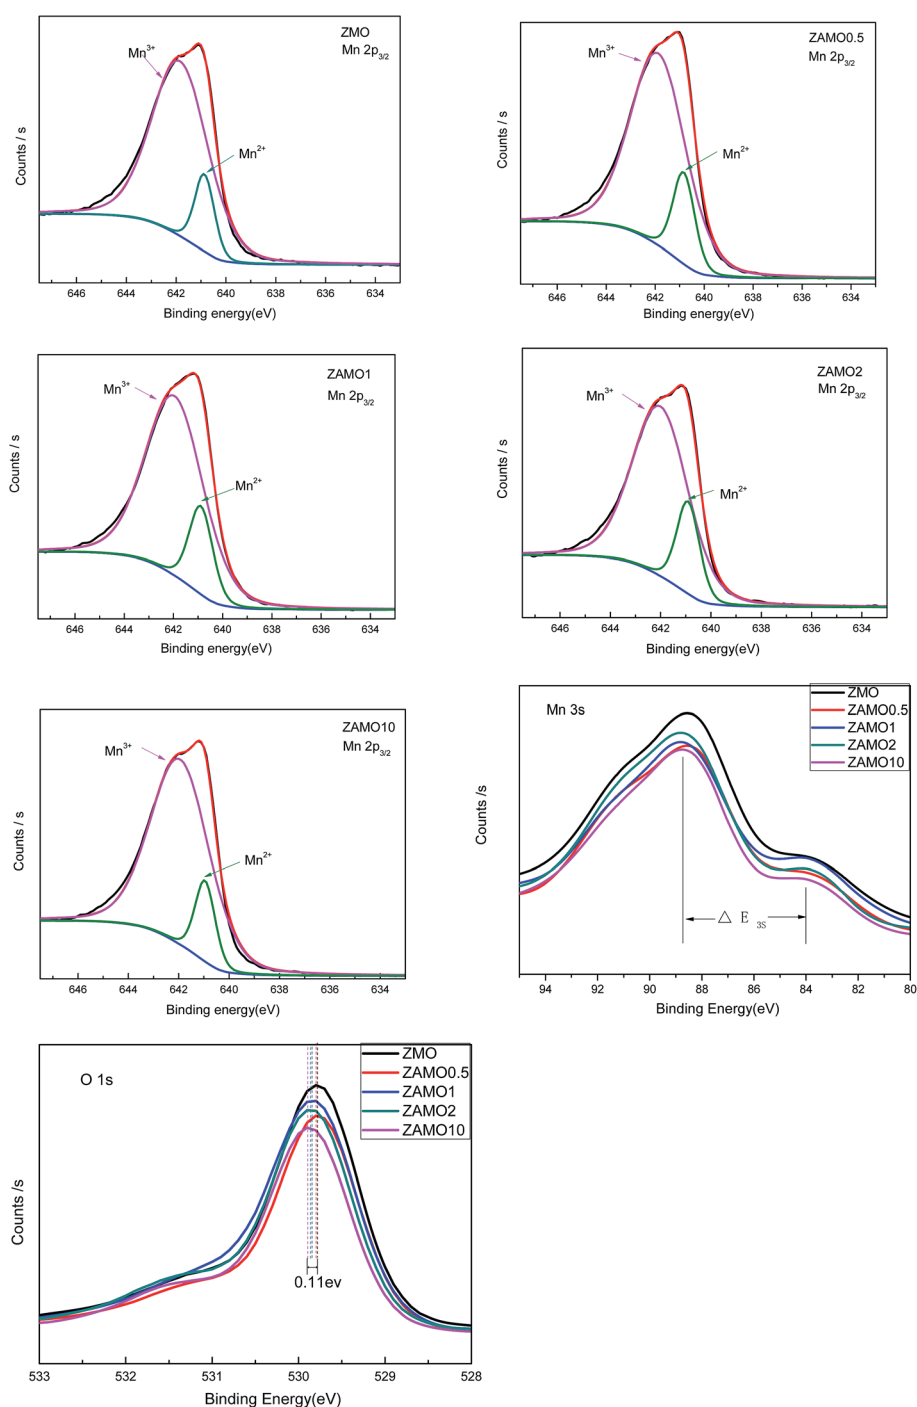 ZMO
Mn 2p3/2
Mn3+
Mn2+
Counts / s
646 644 642 640 638 636 634
Binding energy(eV)
ZAMO0.5
Mn 2p3/2
Mn3+
Mn2+
Counts / s
646 644 642 640 638 636 634
Binding energy(eV)
ZAMO1
Mn 2p3/2
Mn3+
Mn2+
Counts / s
646 644 642 640 638 636 634
Binding energy(eV)
ZAMO2
Mn 2p3/2
Mn3+
Mn2+
Counts / s
646 644 642 640 638 636 634
Binding energy(eV)
ZAMO10
Mn 2p3/2
Mn3+
Mn2+
Counts / s
646 644 642 640 638 636 634
Binding energy(eV)
Mn 3s
ZMO
ZAMO0.5
ZAMO1
ZAMO2
ZAMO10
△ E 3S
Counts /s
94 92 90 88 86 84 82 80
Binding Energy(eV)
O 1s
ZMO
ZAMO0.5
ZAMO1
ZAMO2
ZAMO10
0.11ev
Counts /s
533 532 531 530 529 528
Binding Energy(eV)